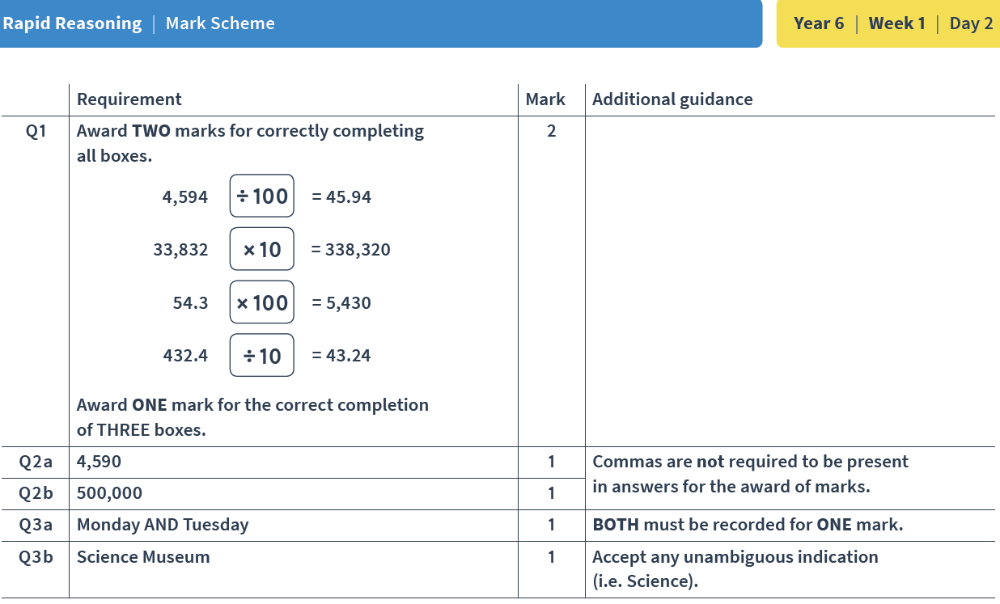 Rapid Reasoning | Mark Scheme
Year 6 | Week 1 | Day 2
Requirement Mark Additional guidance
Q1 Award TWO marks for correctly completing 2
all boxes.
4,594 ÷ 100 = 45.94
33,832 × 10 = 338,320
54.3 × 100 = 5,430
432.4 ÷ 10 = 43.24
Award ONE mark for the correct completion
of THREE boxes.
Q2a 4,590 1 Commas are not required to be present
in answers for the award of marks.
Q2b 500,000 1
Q3a Monday AND Tuesday 1 BOTH must be recorded for ONE mark.
Q3b Science Museum 1 Accept any unambiguous indication
(i.e. Science).